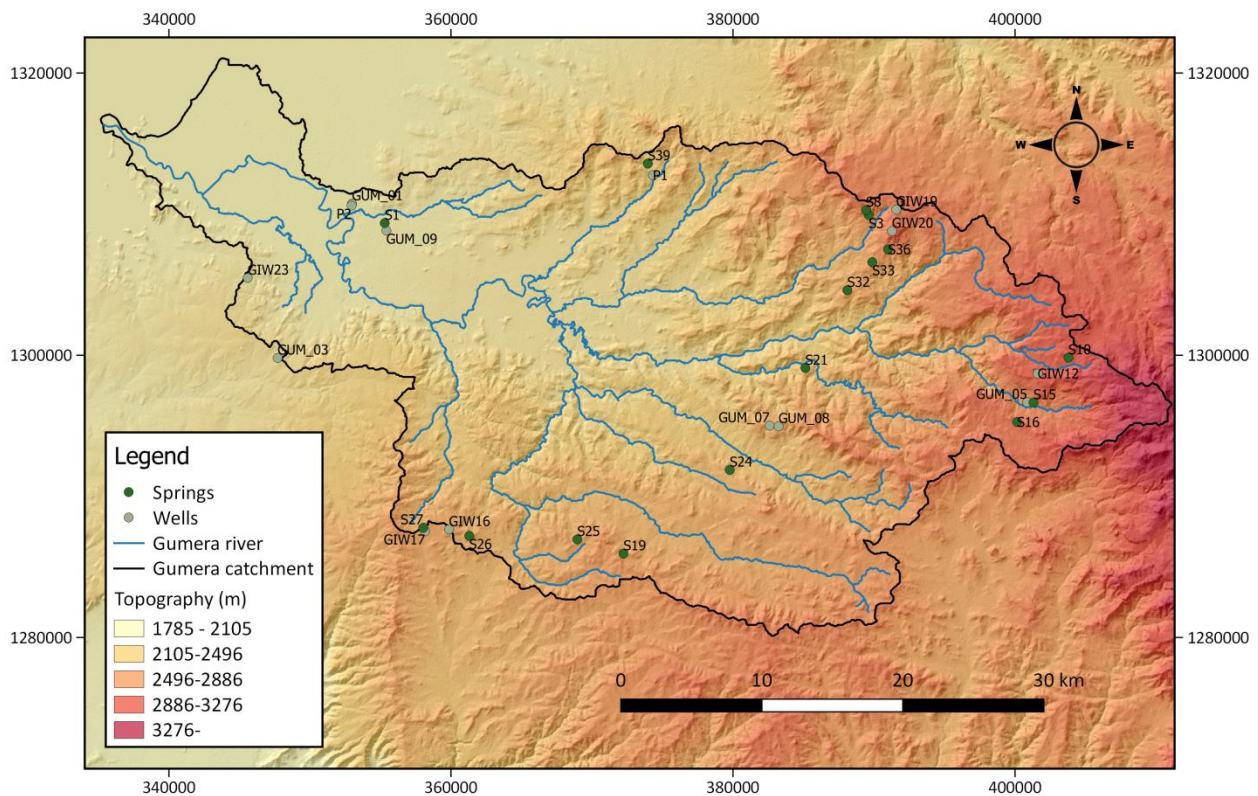 340000
360000
380000
400000
1320000
1320000
N
W
E
S
S39
P1
GUM_01
P2
S1
GUM_09
S8
GIW19
S3
GIW20
S36
S33
S32
GIW23
GUM_03
1300000
1300000
S21
S10
GIW12
GUM_05
S15
S16
GUM_07
GUM_08
S24
S27
GIW17
GIW16
S26
S25
S19
Legend
Springs
Wells
Gumera river
Gumera catchment
Topography (m)
1785 - 2105
2105-2496
2496-2886
2886-3276
3276-
1280000
1280000
0
10
20
30 km
340000
360000
380000
400000